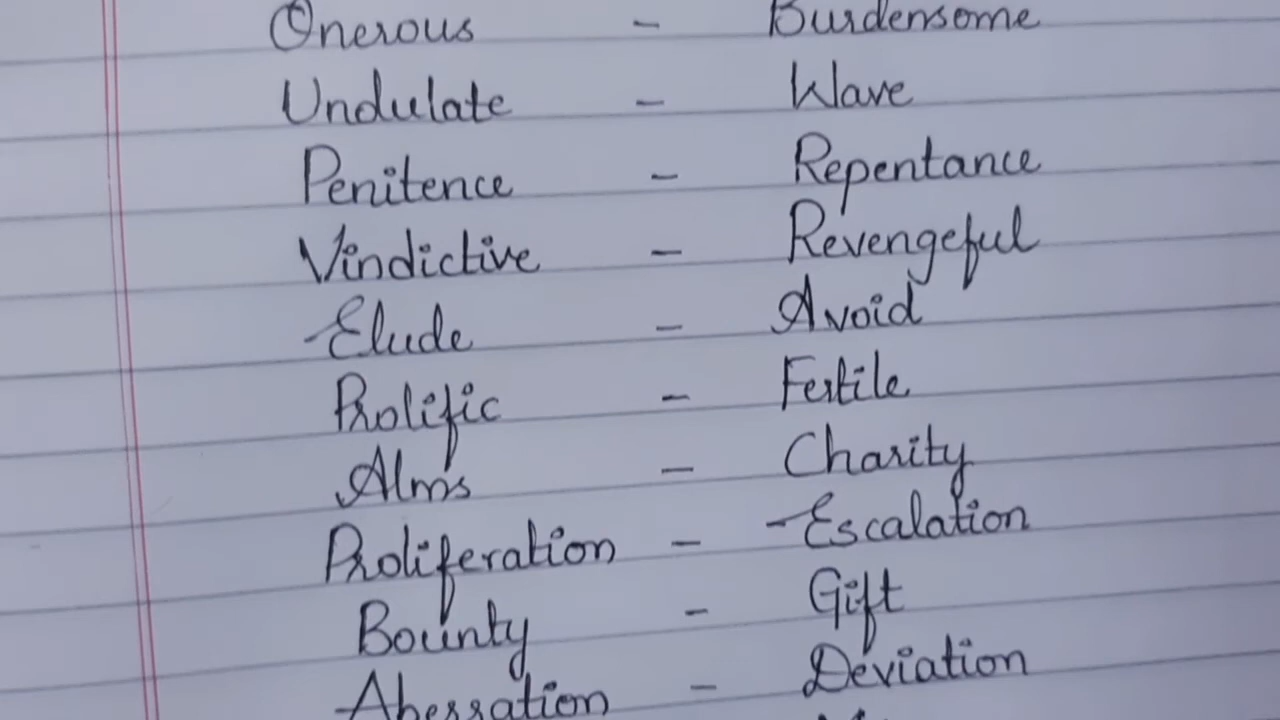 Onerous - Burdensome
Undulate - Wave
Penitence - Repentance
Vindictive - Revengeful
Elude - Avoid
Prolific - Fertile
Alms - Charity
Proliferation - Escalation
Bounty - Gift
Aberration - Deviation